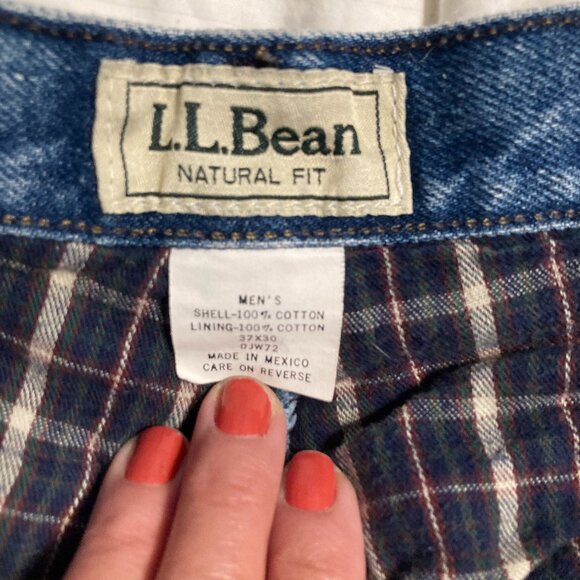 L.L.Bean
NATURAL FIT
MEN'S
SHELL-100% COTTON
LINING-100% COTTON
37X30
0JW72
MADE IN MEXICO
CARE ON REVERSE